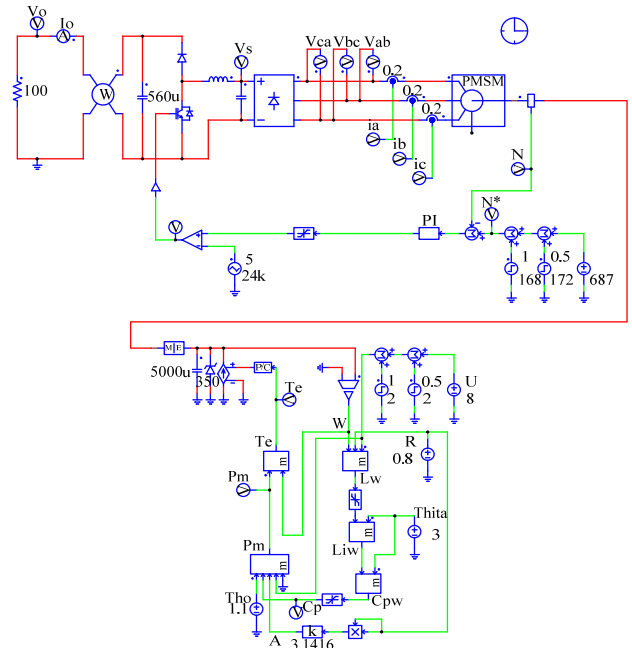 Vo
Io
A
V
100
W
560u
Vs
V
Vca
Vbc
Vab
V
V
V
0.2
0.2
0.2
PMSM
ia
ib
ic
N
N*
V
V
PI
5
24k
1
168
0.5
172
687
M E
5000u
350
P/C
Te
Te
m
Pm
Pm
m
W
m
Lw
m
Liw
m
Cpw
1
2
0.5
2
U
8
R
0.8
Thita
3
Tho
1.1
V
Cp
A
k
3.1416